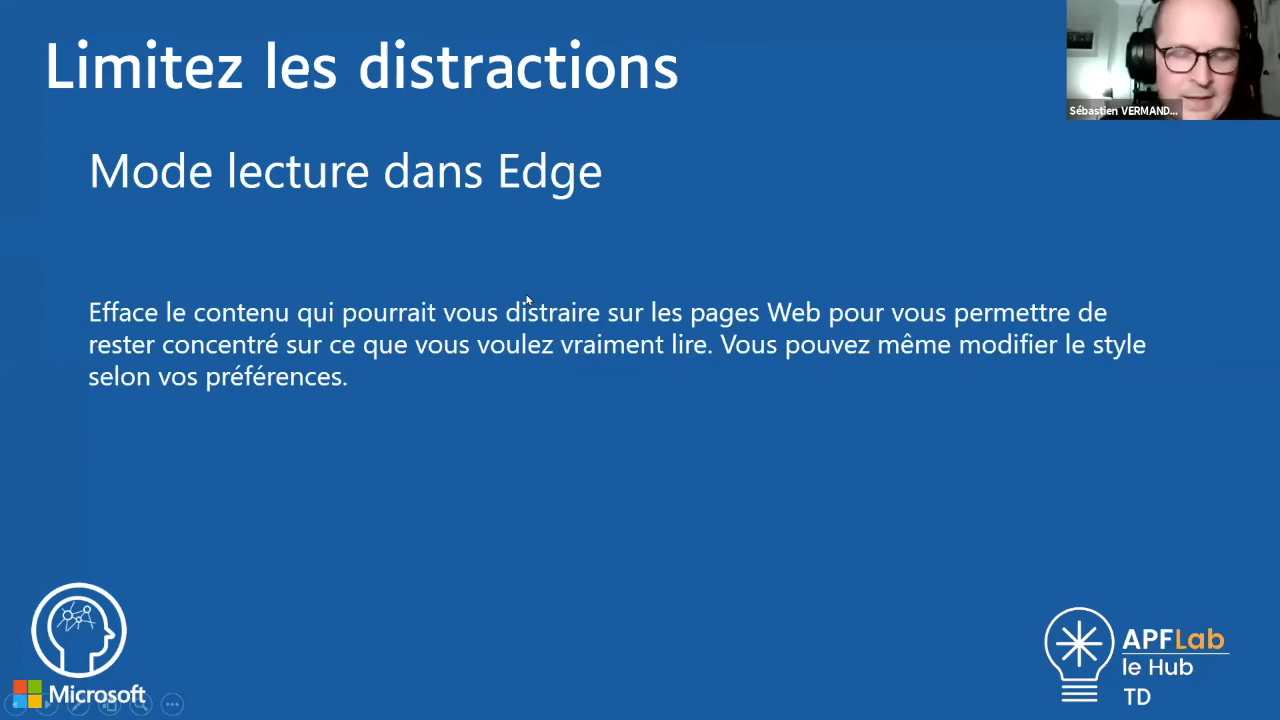 Limitez les distractions
Sébastien VERMAND...
Mode lecture dans Edge
Efface le contenu qui pourrait vous distraire sur les pages Web pour vous permettre de
rester concentré sur ce que vous voulez vraiment lire. Vous pouvez même modifier le style
selon vos préférences.
Microsoft
APFLab
le Hub
TD